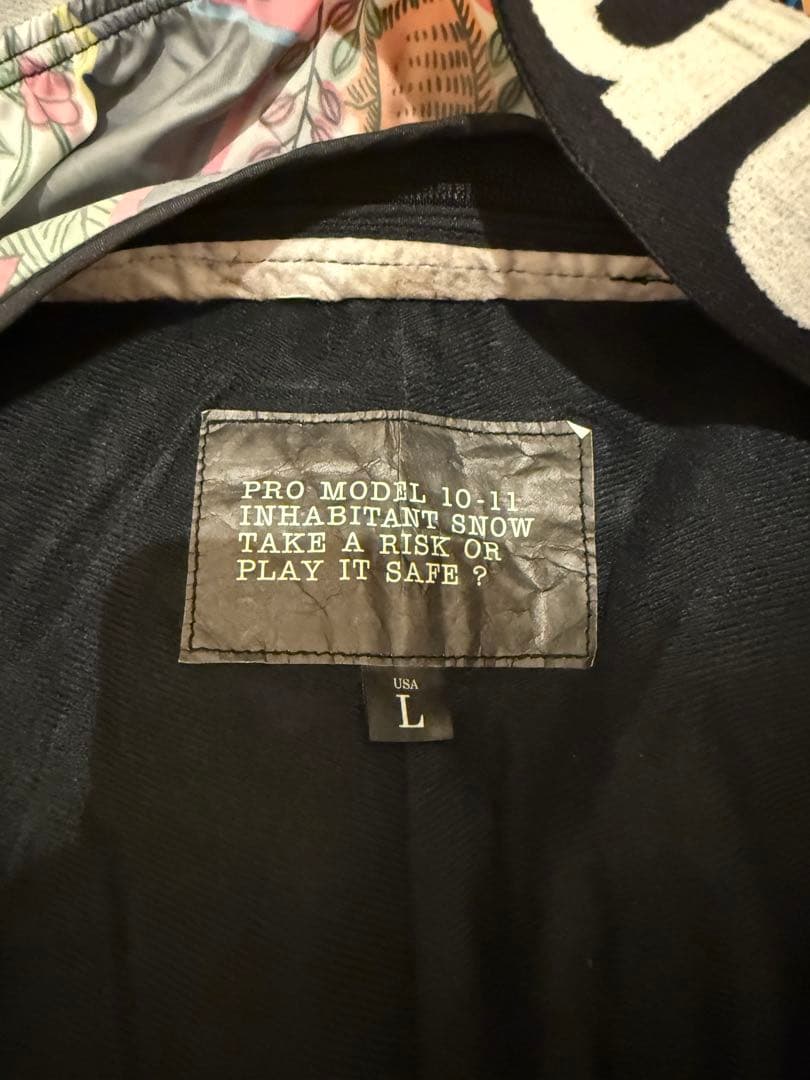 PRO MODEL 10-11
INHABITANT SNOW
TAKE A RISK OR
PLAY IT SAFE ?
USA
L